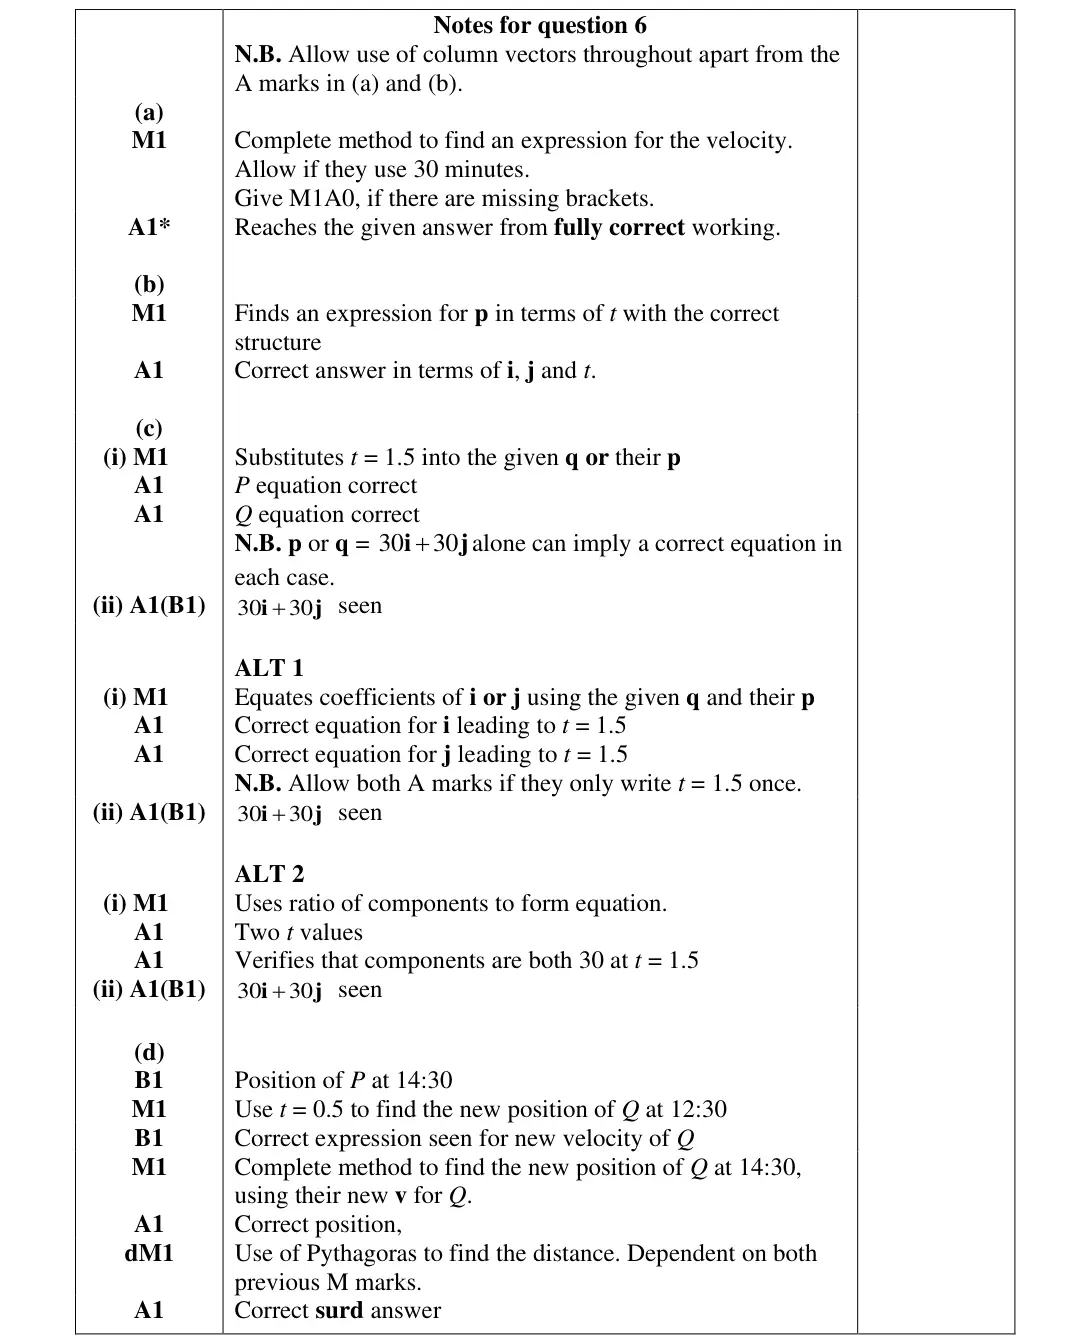 Notes for question 6
N.B. Allow use of column vectors throughout apart from the
A marks in (a) and (b).
(a)
M1 Complete method to find an expression for the velocity.
Allow if they use 30 minutes.
Give M1A0, if there are missing brackets.
A1* Reaches the given answer from fully correct working.
(b)
M1 Finds an expression for p in terms of t with the correct
structure
A1 Correct answer in terms of i, j and t.
(c)
(i) M1 Substitutes t = 1.5 into the given q or their p
A1 P equation correct
A1 Q equation correct
N.B. p or q = 30i + 30j alone can imply a correct equation in
each case.
(ii) A1(B1) 30i + 30j seen
ALT 1
(i) M1 Equates coefficients of i or j using the given q and their p
A1 Correct equation for i leading to t = 1.5
A1 Correct equation for j leading to t = 1.5
N.B. Allow both A marks if they only write t = 1.5 once.
(ii) A1(B1) 30i + 30j seen
ALT 2
(i) M1 Uses ratio of components to form equation.
A1 Two t values
A1 Verifies that components are both 30 at t = 1.5
(ii) A1(B1) 30i + 30j seen
(d)
B1 Position of P at 14:30
M1 Use t = 0.5 to find the new position of Q at 12:30
B1 Correct expression seen for new velocity of Q
M1 Complete method to find the new position of Q at 14:30,
using their new v for Q.
A1 Correct position,
dM1 Use of Pythagoras to find the distance. Dependent on both
previous M marks.
A1 Correct surd answer